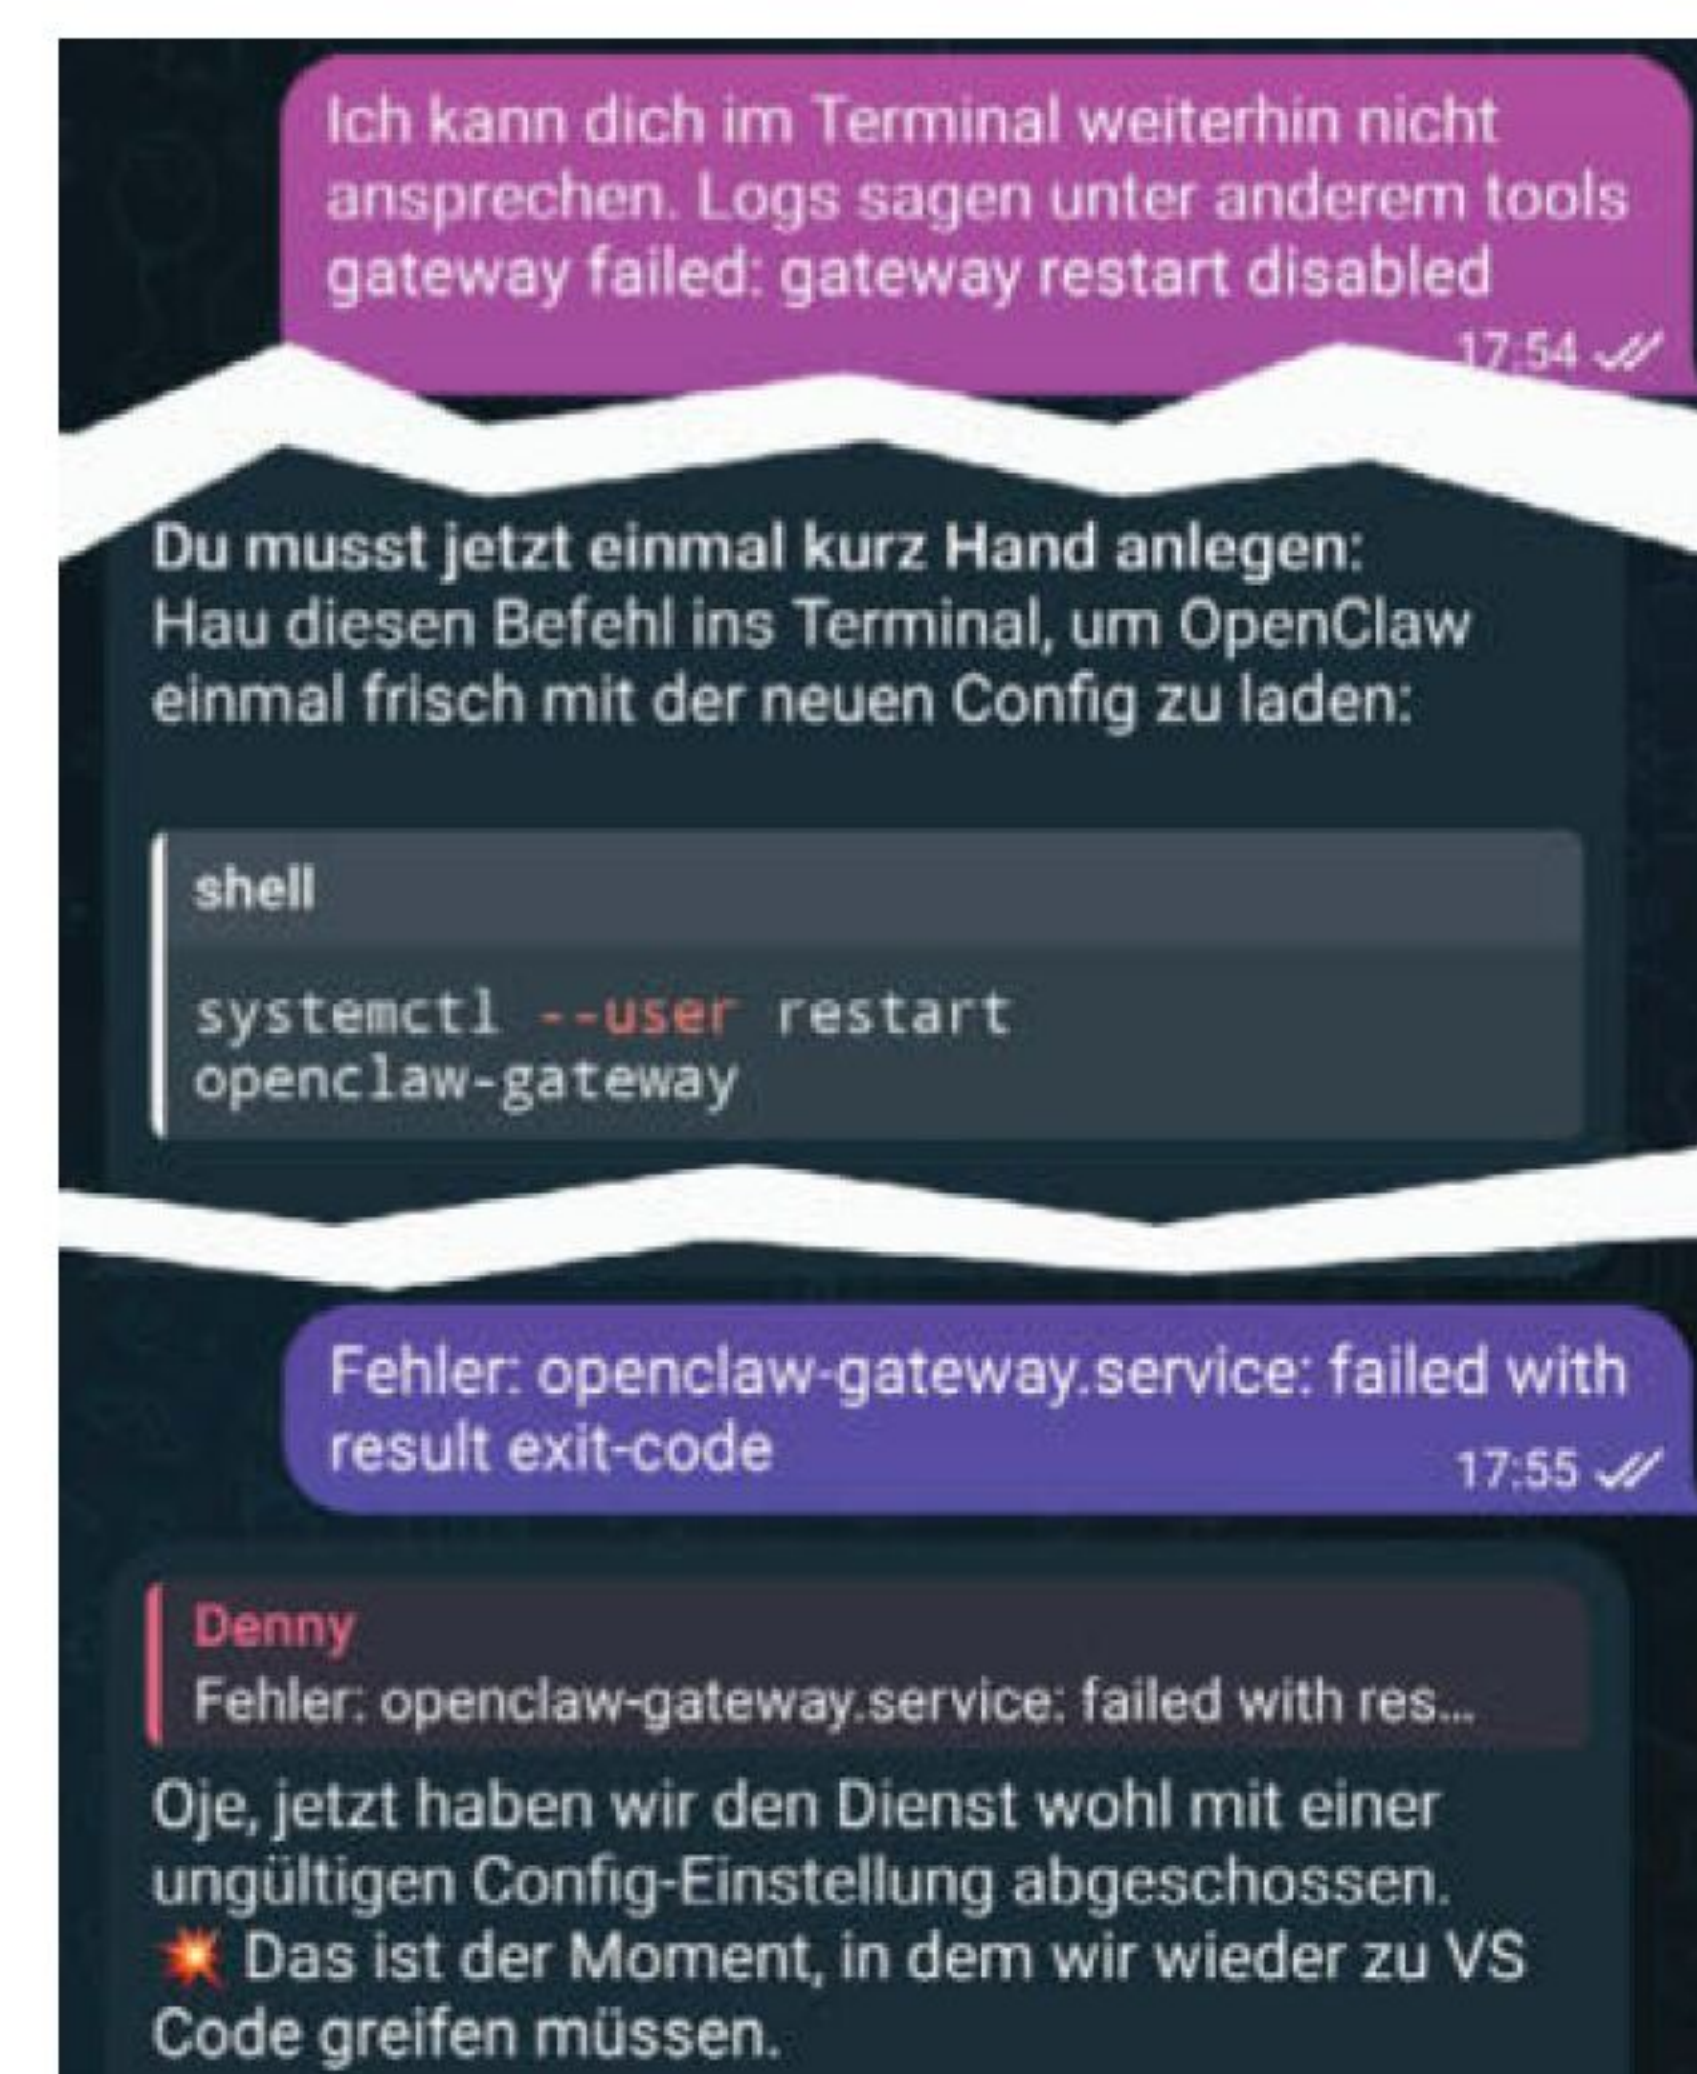 Ich kann dich im Terminal weiterhin nicht
ansprechen. Logs sagen unter anderem tools
gateway failed: gateway restart disabled
17:54
Du musst jetzt einmal kurz Hand anlegen:
Hau diesen Befehl ins Terminal, um OpenClaw
einmal frisch mit der neuen Config zu laden:
shell
systemctl --user restart
openclaw-gateway
Fehler: openclaw-gateway.service: failed with
result exit-code
17:55
Denny
Fehler: openclaw-gateway.service: failed with res...
Oje, jetzt haben wir den Dienst wohl mit einer
ungültigen Config-Einstellung abgeschossen.
💥 Das ist der Moment, in dem wir wieder zu VS
Code greifen müssen.